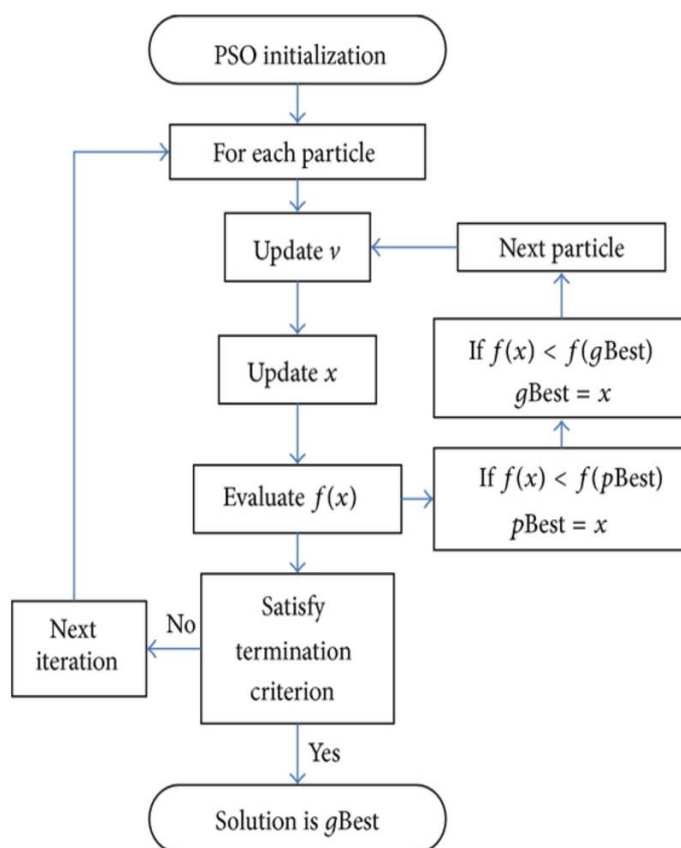 PSO initialization
For each particle
Update v
Next particle
Update x
If f(x) < f(gBest)
gBest = x
Evaluate f(x)
If f(x) < f(pBest)
pBest = x
Satisfy
termination
criterion
No
Next
iteration
Yes
Solution is gBest